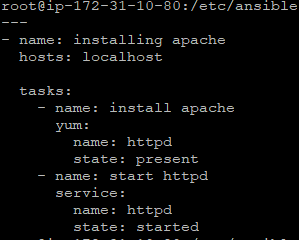 root@ip-172-31-10-80:/etc/ansible
---
- name: installing apache
  hosts: localhost
  tasks:
    - name: install apache
      yum:
        name: httpd
        state: present
    - name: start httpd
      service:
        name: httpd
        state: started